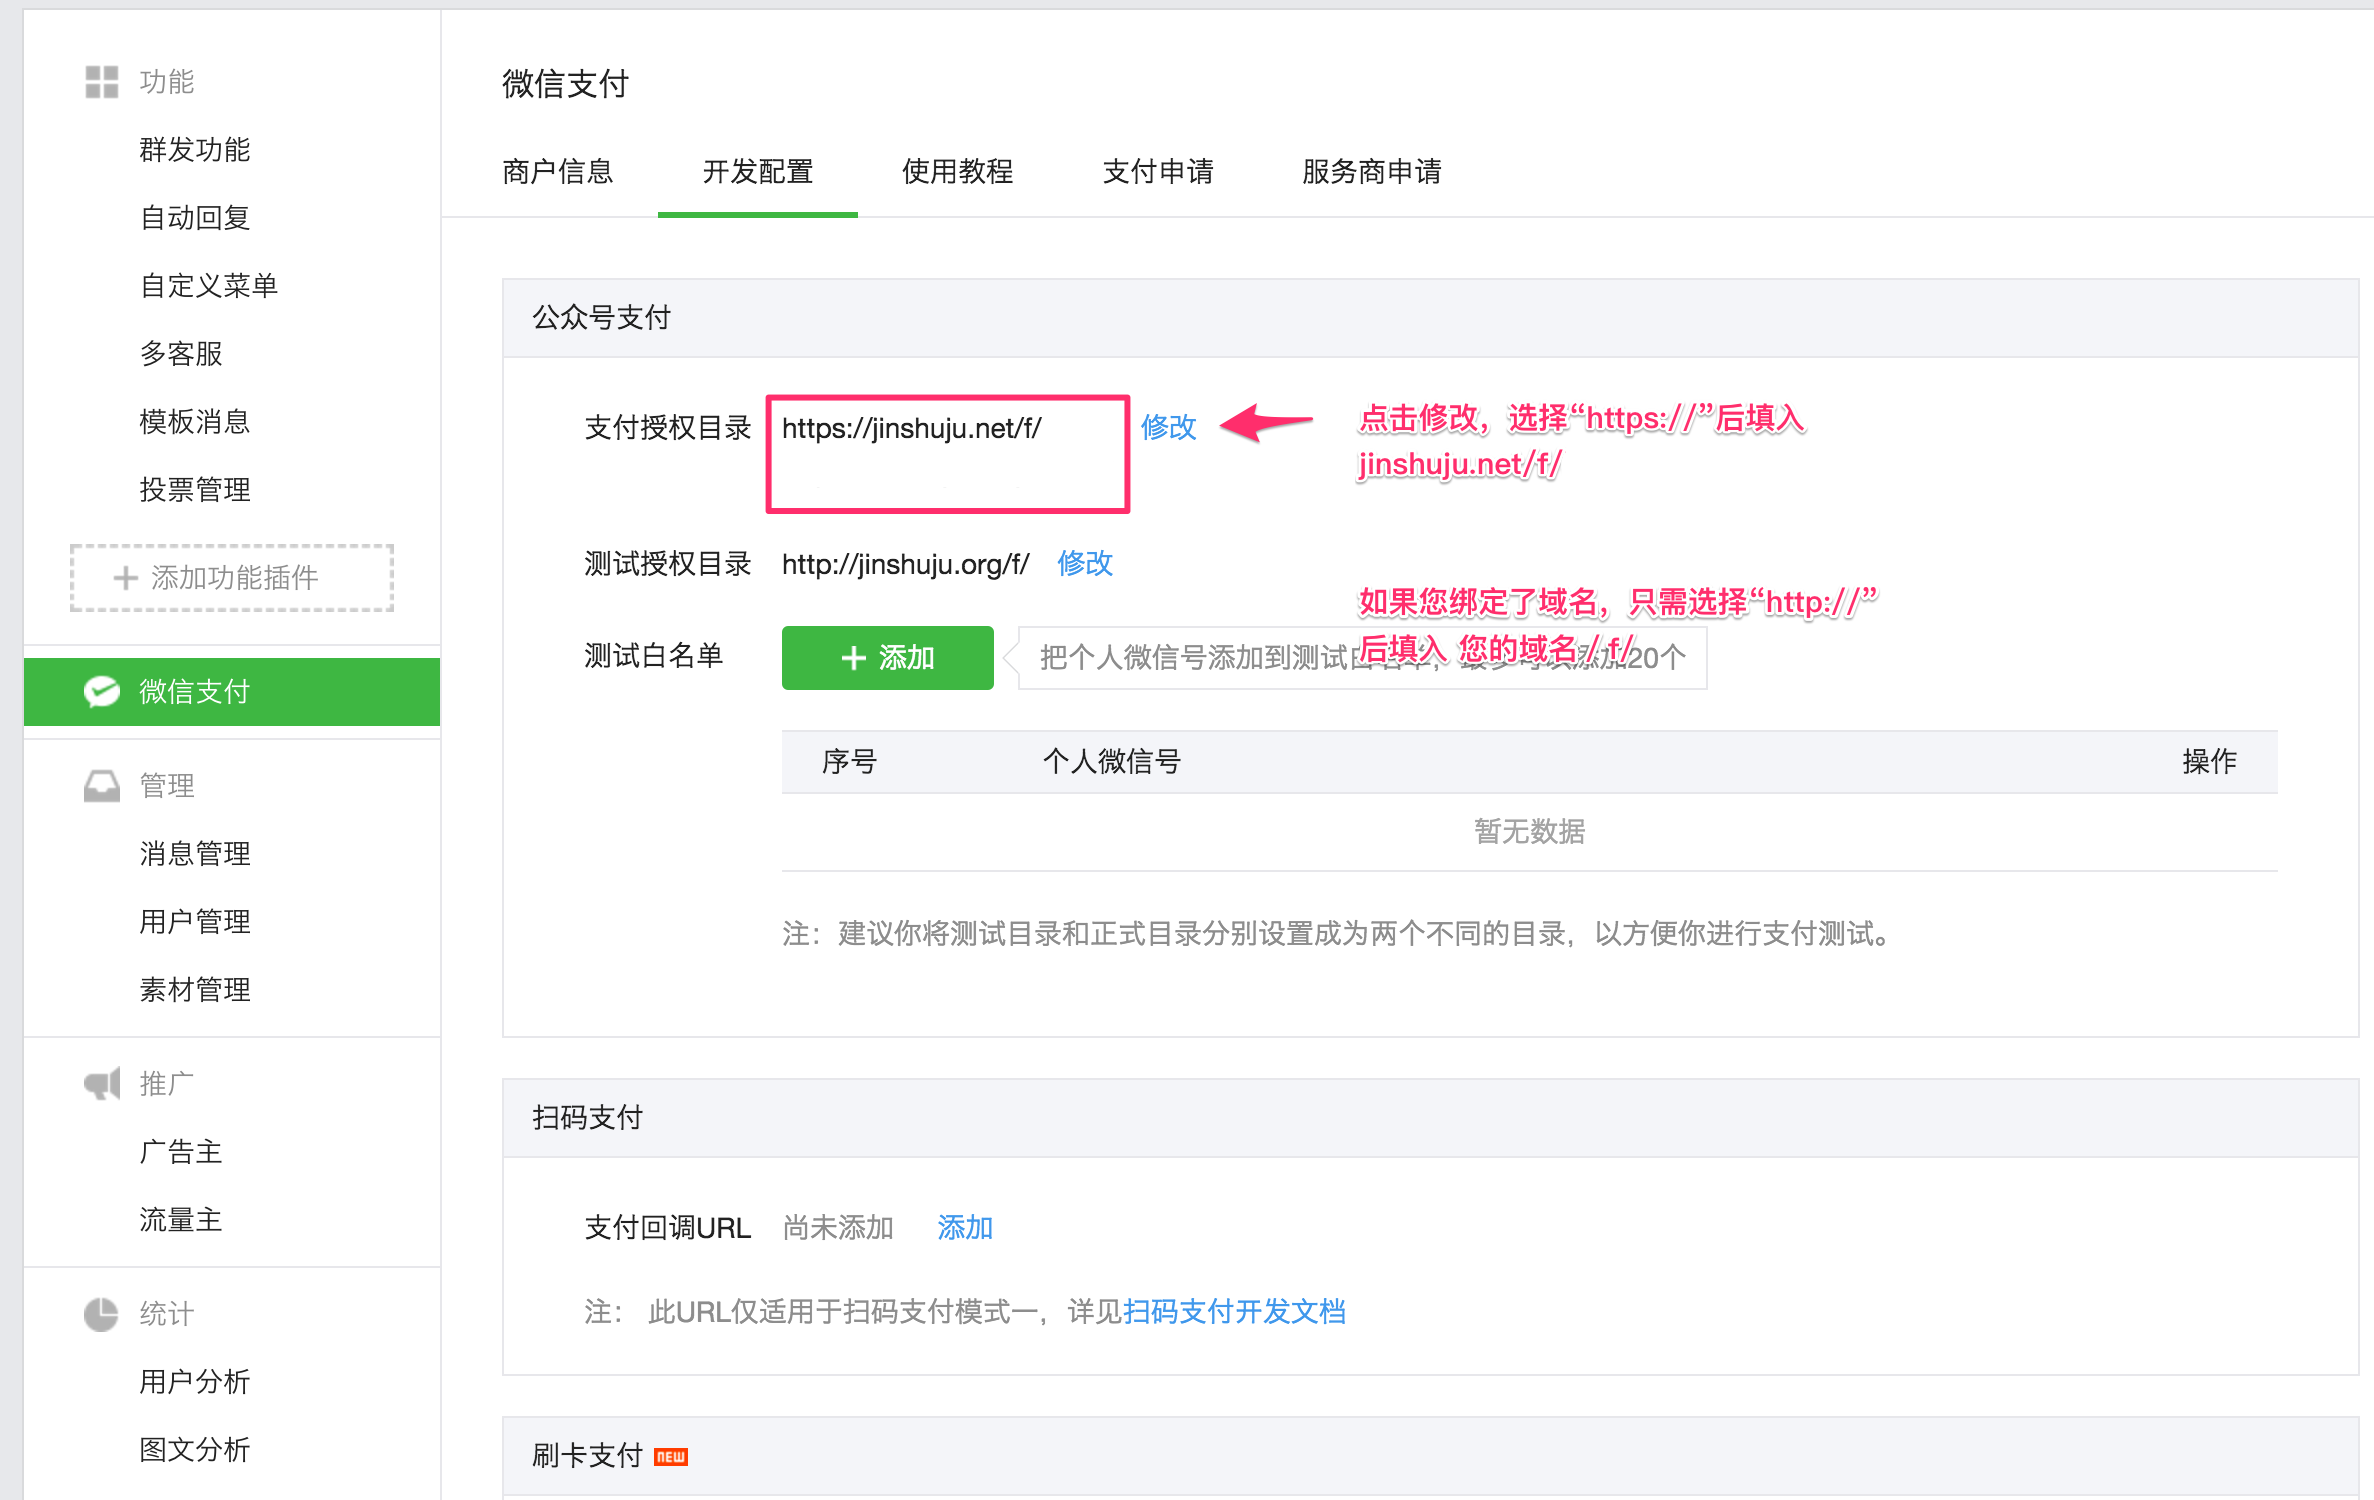 功能
群发功能
自动回复
自定义菜单
多客服
模板消息
投票管理
+ 添加功能插件
微信支付
管理
消息管理
用户管理
素材管理
推广
广告主
流量主
统计
用户分析
图文分析
微信支付
商户信息 开发配置 使用教程 支付申请 服务商申请
公众号支付
支付授权目录 https://jinshuju.net/f/ 修改
点击修改，选择“https://”后填入
jinshuju.net/f/
测试授权目录 http://jinshuju.org/f/ 修改
如果您绑定了域名，只需选择“http://”
后填入 您的域名/f/
测试白名单 + 添加 把个人微信号添加到测试白名单，最多可以添加20个
序号 个人微信号 操作
暂无数据
注：建议你将测试目录和正式目录分别设置成为两个不同的目录，以方便你进行支付测试。
扫码支付
支付回调URL 尚未添加 添加
注： 此URL仅适用于扫码支付模式一，详见扫码支付开发文档
刷卡支付 NEW